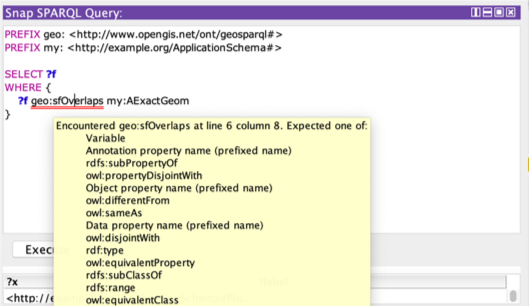 Snap SPARQL Query:
PREFIX geo: <http://www.opengis.net/ont/geosparql#>
PREFIX my: <http://example.org/ApplicationSchema#>
SELECT ?f
WHERE {
?f geo:sfOverlaps my:AExactGeom
}
Encountered geo:sfOverlaps at line 6 column 8. Expected one of:
Variable
Annotation property name (prefixed name)
rdfs:subPropertyOf
owl:propertyDisjointWith
Object property name (prefixed name)
owl:differentFrom
owl:sameAs
Data property name (prefixed name)
owl:disjointWith
rdf:type
owl:equivalentProperty
rdfs:subClassOf
rdfs:range
owl:equivalentClass
Execu
?x
<http://e